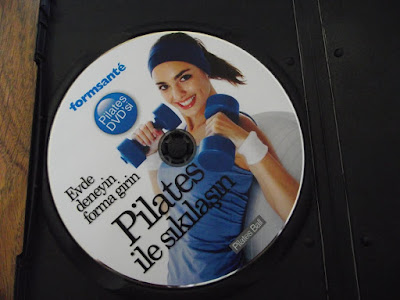 formsanté
Pilates
DVD'si
Evde
deneyin
forma girin
Pilates
ile sıkılaşın
Pilates Ball